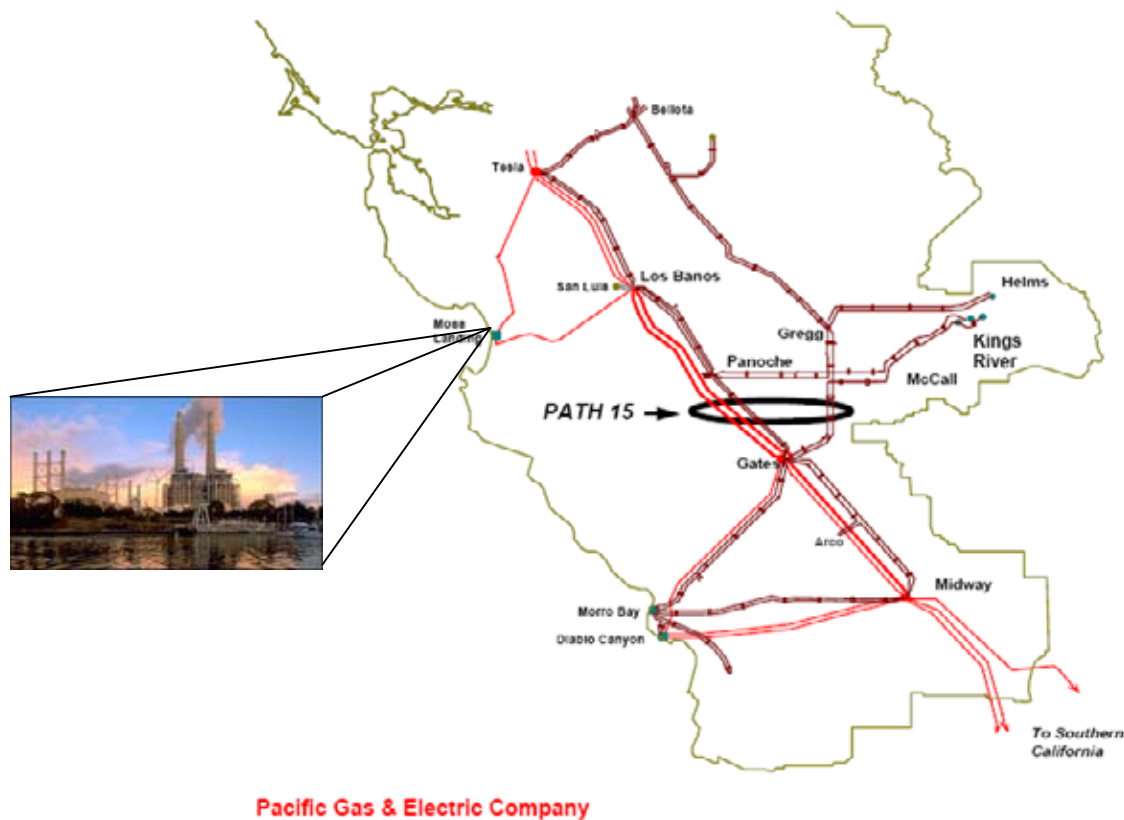 Bellota
Tesla
Los Banos
San Luis
Helms
Moss
Landing
Gregg
Kings
River
Panoche
McCall
PATH 15
Gates
Arco
Midway
Morro Bay
Diablo Canyon
To Southern
California
Pacific Gas & Electric Company